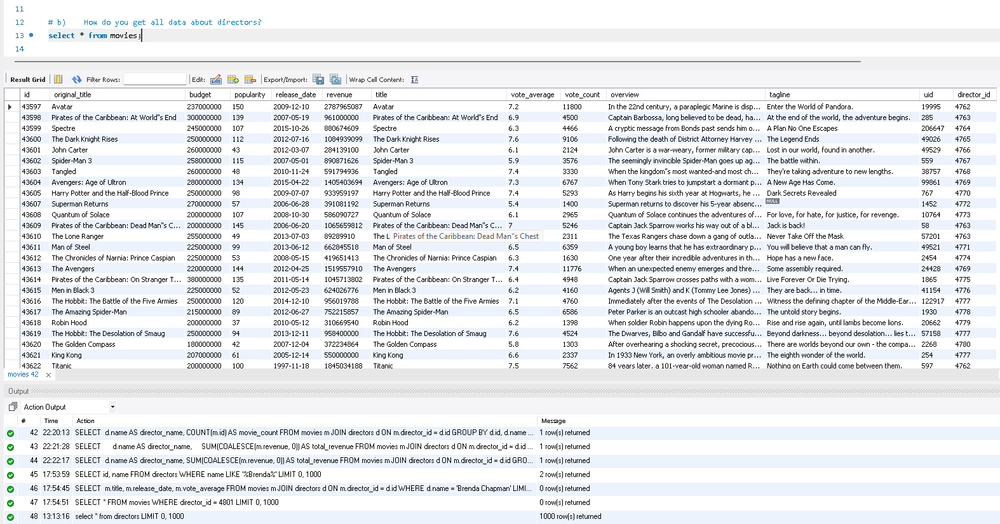 11
12 # b) How do you get all data about directors?
13 select * from movies;
14
Result Grid Filter Rows: Edit: Export/Import: Wrap Cell Content: IA
id original_title budget popularity release_date revenue title vote_average vote_count overview tagline uid director_id
43597 Avatar 237000000 150 2009-12-10 2787965087 Avatar 7.2 11800 In the 22nd century, a paraplegic Marine is disp... Enter the World of Pandora. 19995 4762
43598 Pirates of the Caribbean: At World"s End 300000000 139 2007-05-19 961000000 Pirates of the Caribbean: At World"s End 6.9 4500 Captain Barbossa, long believed to be dead, ha... At the end of the world, the adventure begins. 285 4763
43599 Spectre 245000000 107 2015-10-26 880674609 Spectre 6.3 4466 A cryptic message from Bonds past sends him o... A Plan No One Escapes 206647 4764
43600 The Dark Knight Rises 250000000 112 2012-07-16 1084939099 The Dark Knight Rises 7.6 9106 Following the death of District Attorney Harvey ... The Legend Ends 49026 4765
43601 John Carter 260000000 43 2012-03-07 284139100 John Carter 6.1 2124 John Carter is a war-weary, former military cap... Lost in our world, found in another. 49529 4766
43602 Spider-Man 3 258000000 115 2007-05-01 890871626 Spider-Man 3 5.9 3576 The seemingly invincible Spider-Man goes up ag... The battle within. 559 4767
43603 Tangled 260000000 48 2010-11-24 591794936 Tangled 7.4 3330 When the kingdom"s most wanted-and most ch... They're taking adventure to new lengths. 38757 4768
43604 Avengers: Age of Ultron 280000000 134 2015-04-22 1405403694 Avengers: Age of Ultron 7.3 6767 When Tony Stark tries to jumpstart a dormant p... A New Age Has Come. 99861 4769
43605 Harry Potter and the Half-Blood Prince 250000000 98 2009-07-07 933959197 Harry Potter and the Half-Blood Prince 7.4 5293 As Harry begins his sixth year at Hogwarts, he ... Dark Secrets Revealed 767 4770
43607 Superman Returns 270000000 57 2006-06-28 391081192 Superman Returns 5.4 1400 Superman returns to discover his 5-year absenc... NULL 1452 4772
43608 Quantum of Solace 200000000 107 2008-10-30 586090727 Quantum of Solace 6.1 2965 Quantum of Solace continues the adventures of... For love, for hate, for justice, for revenge. 10764 4773
43609 Pirates of the Caribbean: Dead Man"s C... 200000000 145 2006-06-20 1065659812 Pirates of the Caribbean: Dead Man"s C... 7 5246 Captain Jack Sparrow works his way out of a bl... Jack is back! 58 4763
43610 The Lone Ranger 255000000 49 2013-07-03 89289910 The L Pirates of the Caribbean: Dead Man"s Chest 2311 The Texas Rangers chase down a gang of outla... Never Take Off the Mask 57201 4763
43611 Man of Steel 225000000 99 2013-06-12 662845518 Man of Steel 6.5 6359 A young boy learns that he has extraordinary p... You will believe that a man can fly. 49521 4771
43612 The Chronicles of Narnia: Prince Caspian 225000000 53 2008-05-15 419651413 The Chronicles of Narnia: Prince Caspian 6.3 1630 One year after their incredible adventures in th... Hope has a new face. 2454 4774
43613 The Avengers 220000000 144 2012-04-25 1519557910 The Avengers 7.4 11776 When an unexpected enemy emerges and thre... Some assembly required. 24428 4769
43614 Pirates of the Caribbean: On Stranger T... 380000000 135 2011-05-14 1045713802 Pirates of the Caribbean: On Stranger T... 6.4 4948 Captain Jack Sparrow crosses paths with a wom... Live Forever Or Die Trying. 1865 4775
43615 Men in Black 3 225000000 52 2012-05-23 624026776 Men in Black 3 6.2 4160 Agents J (Will Smith) and K (Tommy Lee Jones) ... They are back... in time. 41154 4776
43616 The Hobbit: The Battle of the Five Armies 250000000 120 2014-12-10 956019788 The Hobbit: The Battle of the Five Armies 7.1 4760 Immediately after the events of The Desolation ... Witness the defining chapter of the Middle-Ear... 122917 4777
43617 The Amazing Spider-Man 215000000 89 2012-06-27 752215857 The Amazing Spider-Man 6.5 6586 Peter Parker is an outcast high schooler abando... The untold story begins. 1930 4778
43618 Robin Hood 200000000 37 2010-05-12 310669540 Robin Hood 6.2 1398 When soldier Robin happens upon the dying Ro... Rise and rise again, until lambs become lions. 20662 4779
43619 The Hobbit: The Desolation of Smaug 250000000 94 2013-12-11 958400000 The Hobbit: The Desolation of Smaug 7.6 4524 The Dwarves, Bilbo and Gandalf have successfu... Beyond darkness... beyond desolation... lies t... 57158 4777
43620 The Golden Compass 180000000 42 2007-12-04 372234864 The Golden Compass 5.8 1303 After overhearing a shocking secret, precocious... There are worlds beyond our own - the compa... 2268 4780
43621 King Kong 207000000 61 2005-12-14 550000000 King Kong 6.6 2337 In 1933 New York, an overly ambitious movie pr... The eighth wonder of the world. 254 4777
43622 Titanic 200000000 100 1997-11-18 1845034188 Titanic 7.5 7562 84 years later, a 101-year-old woman named R... Nothing on Earth could come between them. 597 4762
movies 42
Output
Action Output
# Time Action Message
42 22:20:13 SELECT d.name AS director_name, COUNT(m.id) AS movie_count FROM movies m JOIN directors d ON m.director_id = d.id GROUP BY d.id, d.name ... 1 row(s) returned
43 22:21:28 SELECT d.name AS director_name, SUM(COALESCE(m.revenue, 0)) AS total_revenue FROM movies m JOIN directors d ON m.director_id = d.id ... 1 row(s) returned
44 22:22:17 SELECT d.name AS director_name, SUM(COALESCE(m.revenue, 0)) AS total_revenue FROM movies m JOIN directors d ON m.director_id = d.id GRO... 1 row(s) returned
45 17:53:59 SELECT id, name FROM directors WHERE name LIKE '%Brenda%' LIMIT 0, 1000 2 row(s) returned
46 17:54:45 SELECT m.title, m.release_date, m.vote_average FROM movies m JOIN directors d ON m.director_id = d.id WHERE d.name = 'Brenda Chapman' LIMI... 0 row(s) returned
47 17:54:51 SELECT * FROM movies WHERE director_id = 4801 LIMIT 0, 1000 0 row(s) returned
48 13:13:16 select * from directors LIMIT 0, 1000 1000 row(s) returned